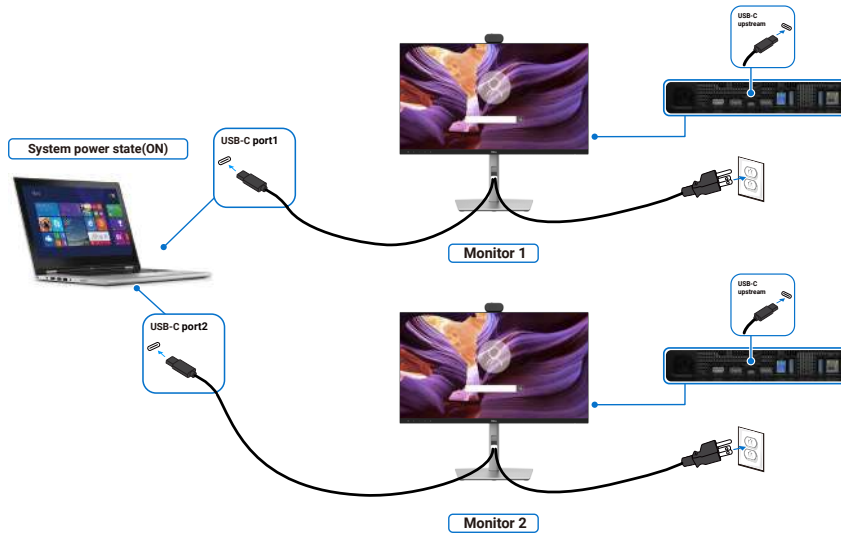 USB-C
upstream
System power state(ON)
USB-C port1
Monitor 1
USB-C
upstream
USB-C port2
Monitor 2